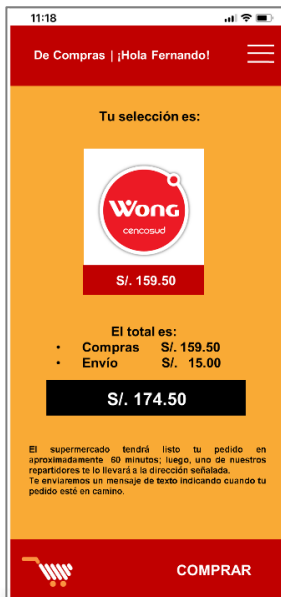 11:18
De Compras | ¡Hola Fernando!
Tu selección es:
Wong
cencosud
S/. 159.50
El total es:
• Compras S/. 159.50
• Envío S/. 15.00
S/. 174.50
El supermercado tendrá listo tu pedido en
aproximadamente 60 minutos; luego, uno de nuestros
repartidores te lo llevará a la dirección señalada.
Te enviaremos un mensaje de texto indicando cuando tu
pedido esté en camino.
COMPRAR